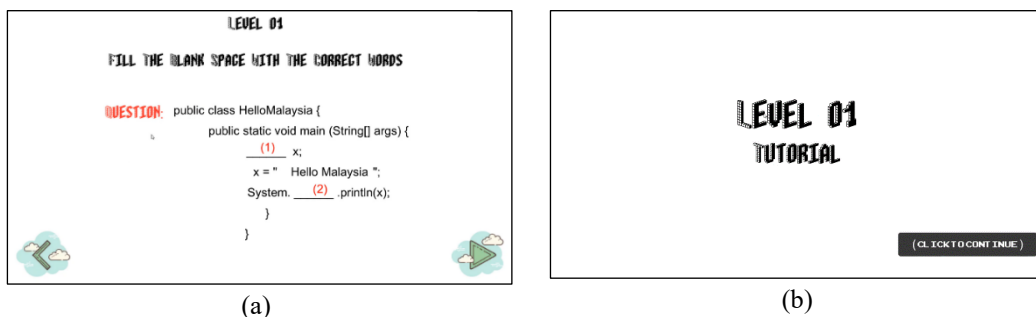 LEVEL 01
FILL THE BLANK SPACE WITH THE CORRECT WORDS
QUESTION: public class HelloMalaysia {
public static void main (String[] args) {
(1) x;
x = " Hello Malaysia ";
System. (2) .println(x);
}
}
(a)
LEVEL 01
TUTORIAL
(CLICK TO CONTINUE)
(b)